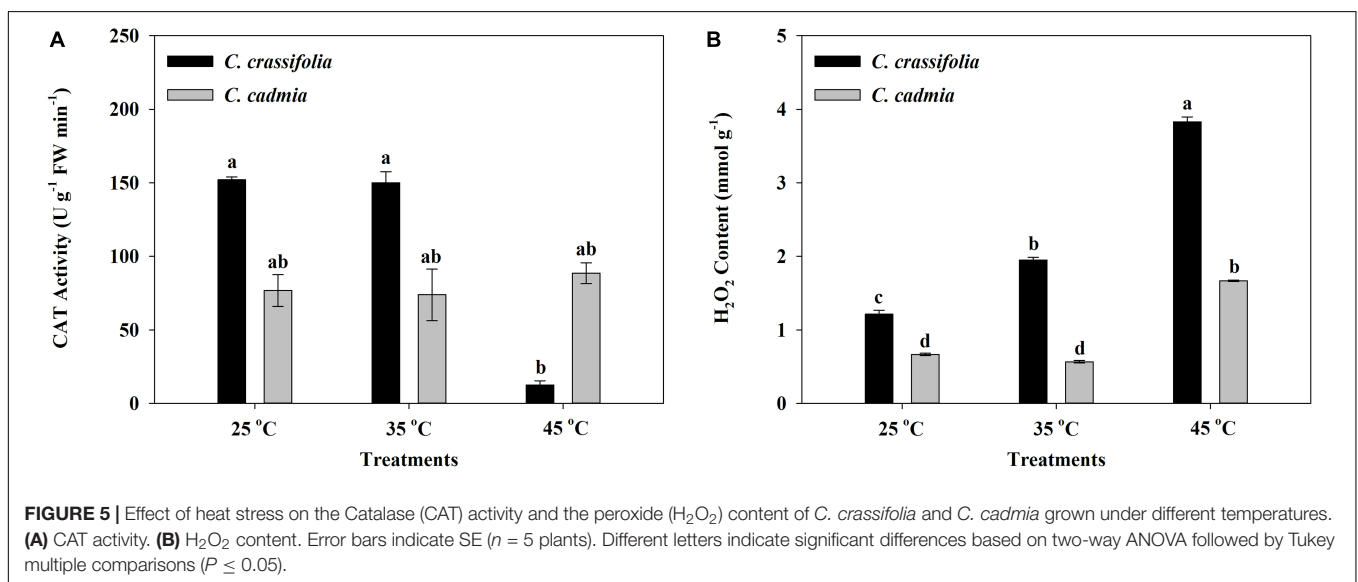 A
250
200
150
100
50
0
CAT Activity (U g-1 FW min-1)
C. crassifolia
C. cadmia
a
ab
a
ab
b
ab
25 °C
35 °C
45 °C
Treatments
B
5
4
3
2
1
0
H2O2 Content (mmol g-1)
C. crassifolia
C. cadmia
c
d
b
d
a
b
25 °C
35 °C
45 °C
Treatments
FIGURE 5 | Effect of heat stress on the Catalase (CAT) activity and the peroxide (H2O2) content of C. crassifolia and C. cadmia grown under different temperatures.
(A) CAT activity. (B) H2O2 content. Error bars indicate SE (n = 5 plants). Different letters indicate significant differences based on two-way ANOVA followed by Tukey
multiple comparisons (P ≤ 0.05).